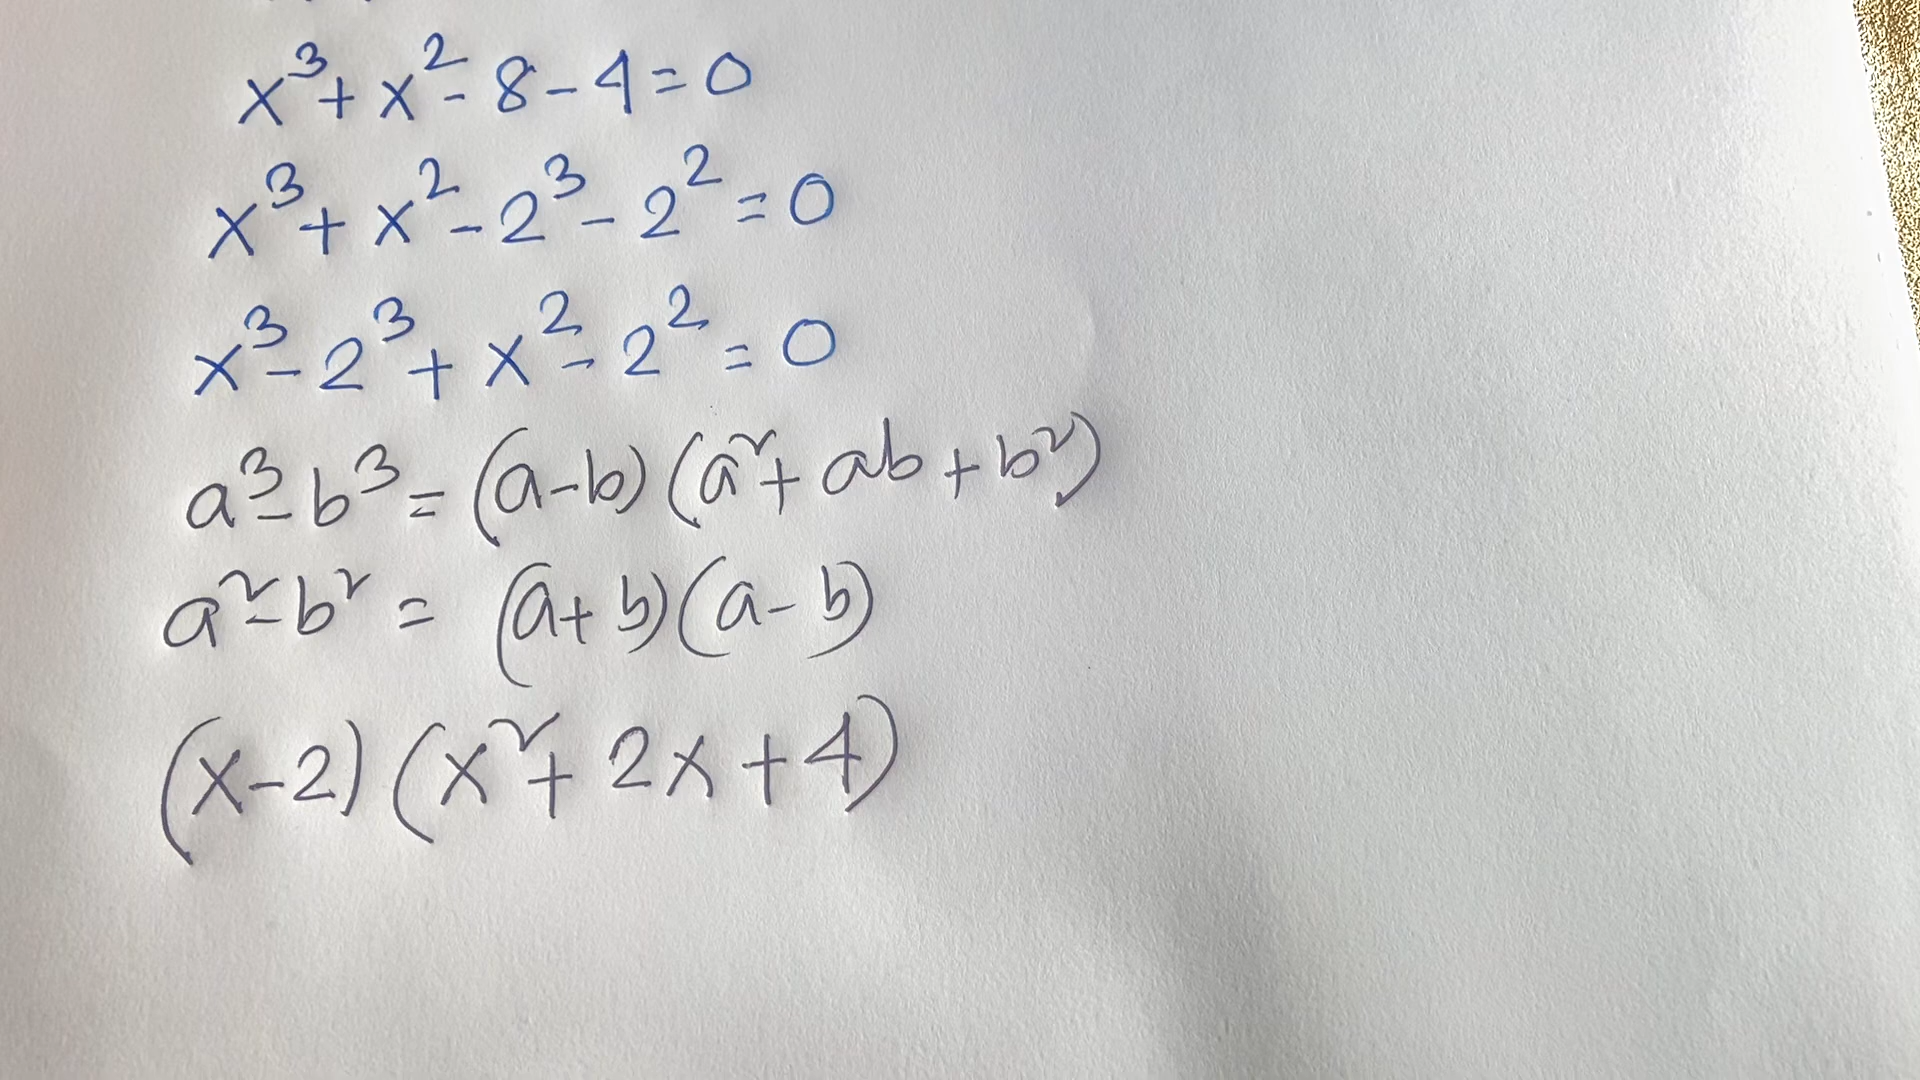 x³+x²-8-4=0
x³+x²-2³-2²=0
x³-2³+x²-2²=0
a³-b³=(a-b)(a²+ab+b²)
a²-b²=(a+b)(a-b)
(x-2)(x²+2x+4)